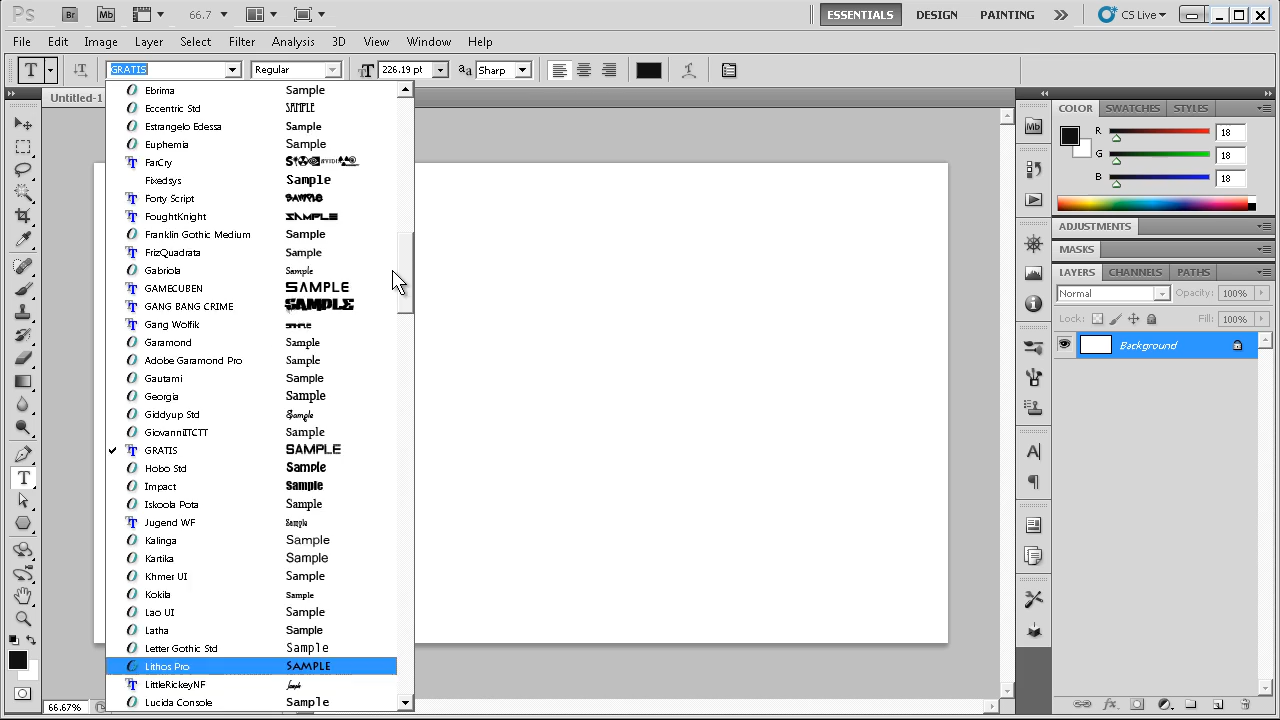 Ps Br Mb 66.7 ESSENTIALS DESIGN PAINTING CS Live
File Edit Image Layer Select Filter Analysis 3D View Window Help
T GRATIS Regular 226.19 pt aa Sharp
Untitled-1
Ebrima Sample
Eccentric Std SAMPLE
Estrangelo Edessa Sample
Euphemia Sample
FarCry
Fixedsys Sample
Forty Script SAMPLE
FoughtKnight SAMPLE
Franklin Gothic Medium Sample
FrizQuadrata Sample
Gabriola Sample
GAMECUBEN SAMPLE
GANG BANG CRIME SAMPLE
Gang Wolfik
Garamond Sample
Adobe Garamond Pro Sample
Gautami Sample
Georgia Sample
Giddyup Std Sample
GiovanniITCTT Sample
GRATIS SAMPLE
Hobo Std Sample
Impact Sample
Iskoola Pota Sample
Jugend WF Sample
Kalinga Sample
Kartika Sample
Khmer UI Sample
Kokila Sample
Lao UI Sample
Latha Sample
Letter Gothic Std Sample
Lithos Pro SAMPLE
LittleRickeyNF Sample
Lucida Console Sample
66.67%
COLOR SWATCHES STYLES
R 18
G 18
B 18
ADJUSTMENTS
MASKS
LAYERS CHANNELS PATHS
Normal Opacity: 100%
Lock: Fill: 100%
Background